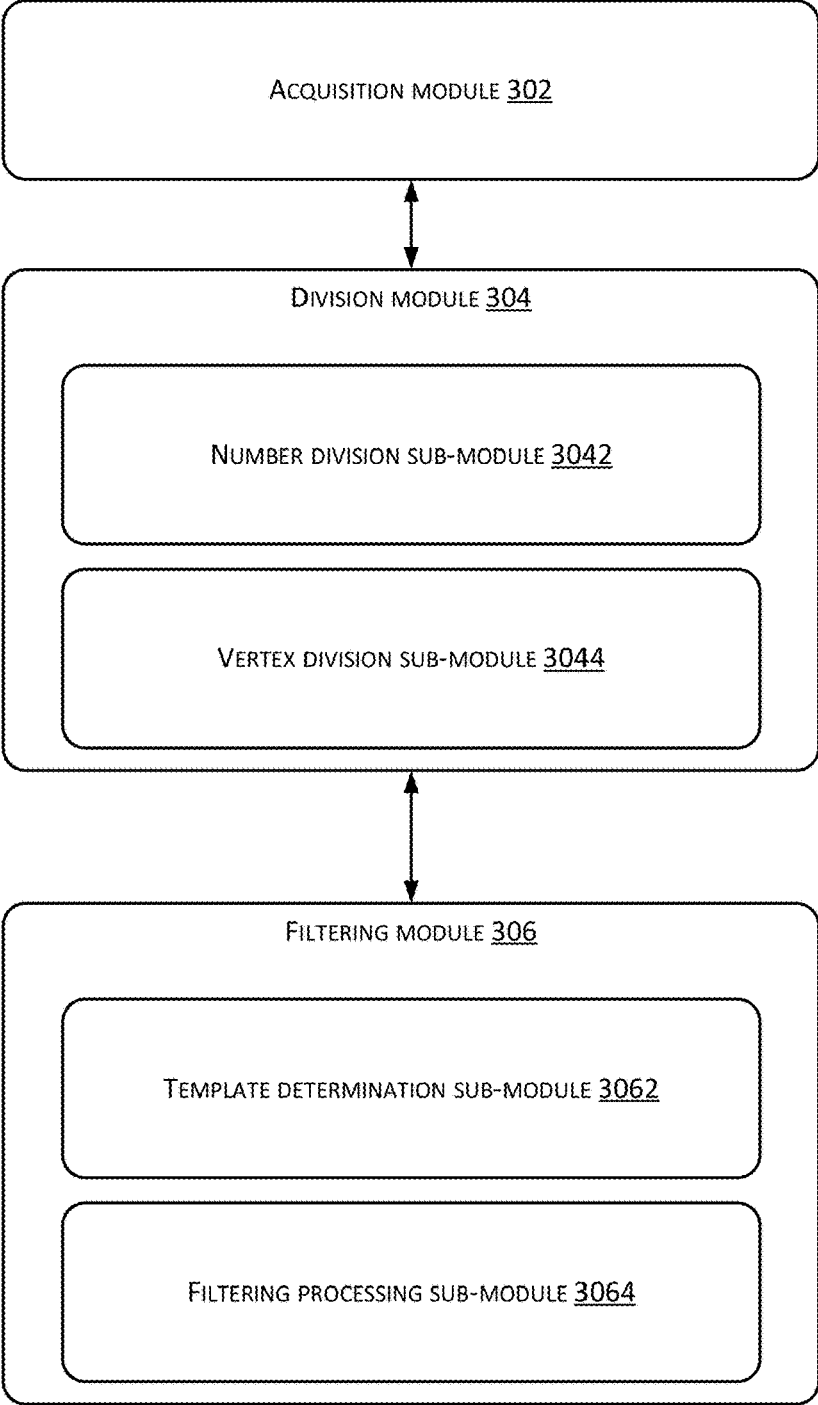 ACQUISITION MODULE 302
DIVISION MODULE 304
NUMBER DIVISION SUB-MODULE 3042
VERTEX DIVISION SUB-MODULE 3044
FILTERING MODULE 306
TEMPLATE DETERMINATION SUB-MODULE 3062
FILTERING PROCESSING SUB-MODULE 3064